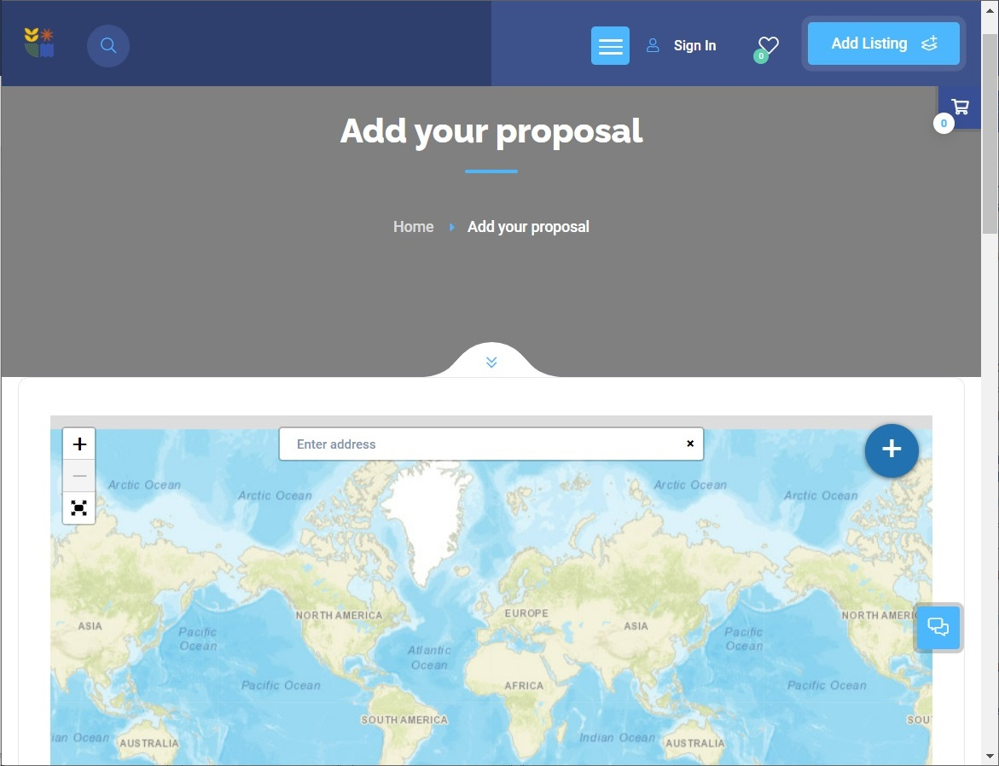 Sign In
0
Add Listing
0
Add your proposal
Home
Add your proposal
Enter address
Arctic Ocean
Arctic Ocean
Arctic Ocean
Arctic Ocean
NORTH AMERICA
EUROPE
NORTH AMERI
ASIA
ASIA
Pacific
Ocean
Pacific
Ocean
Atlantic
Ocean
Pacific Ocean
AFRICA
Pacific Ocean
SOUTH AMERICA
SOU
ian Ocean
AUSTRALIA
Indian Ocean
AUSTRALIA